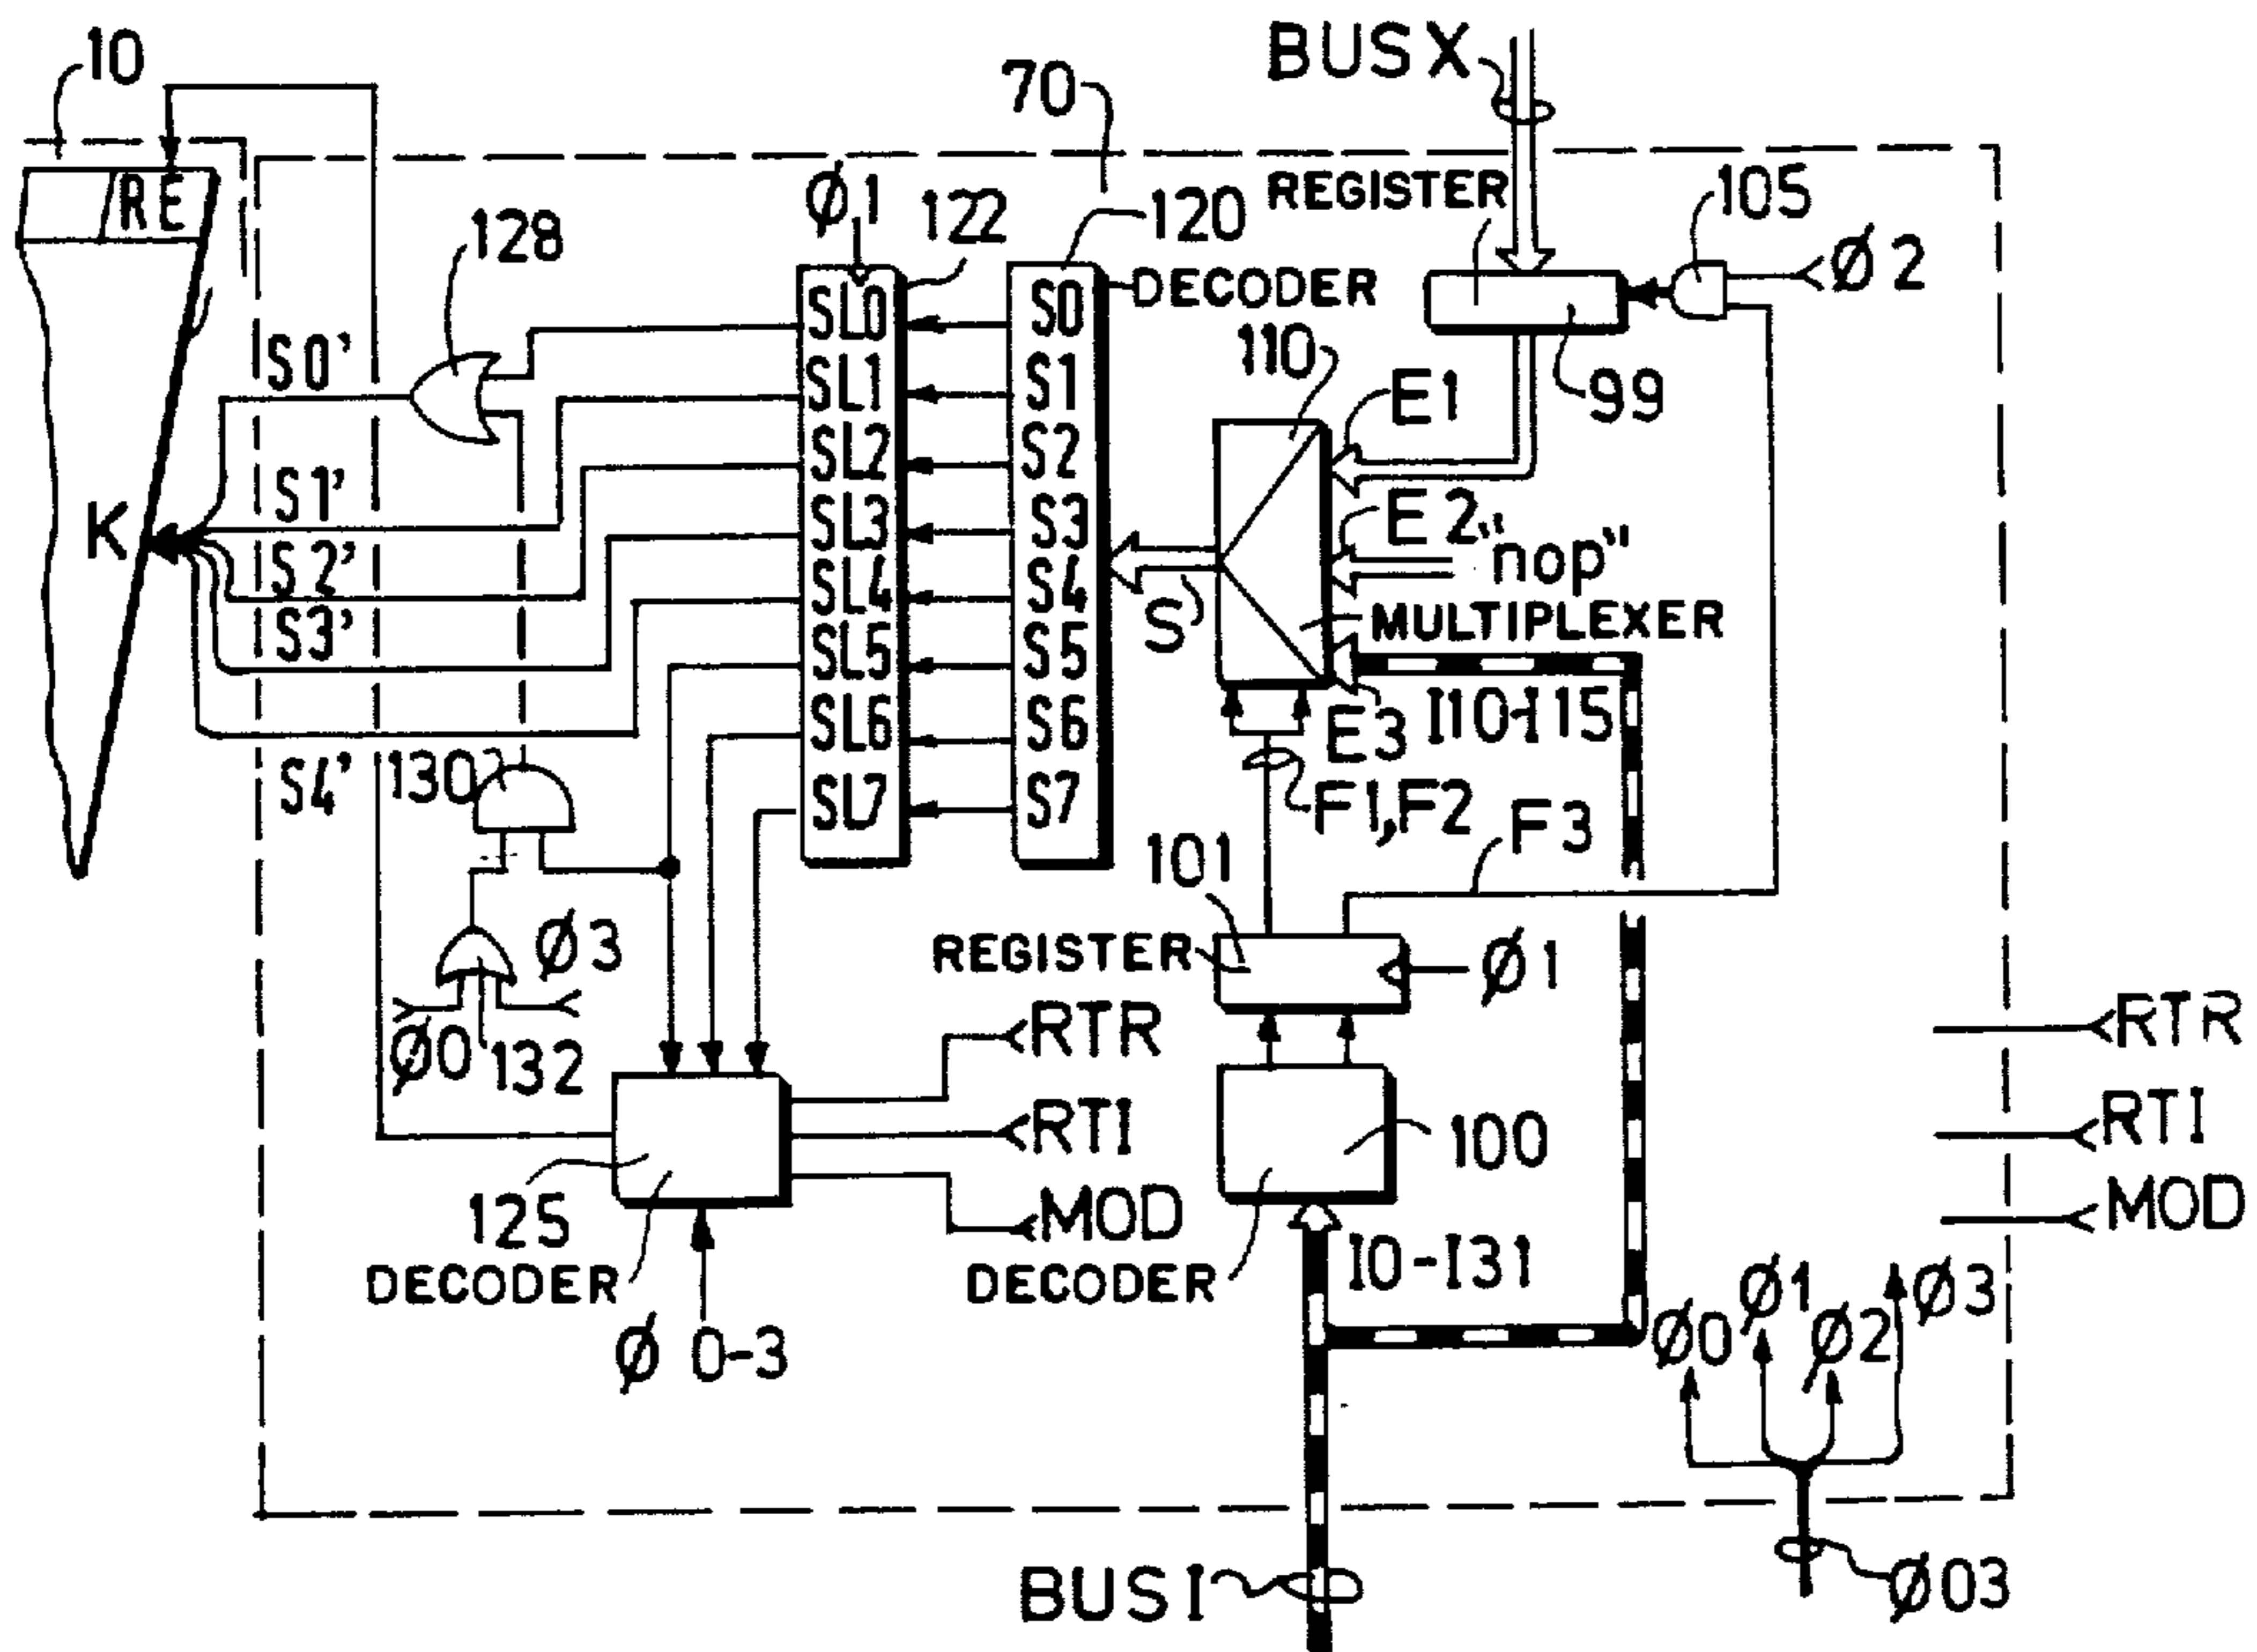 10
BUS X
70
RE
Ø1
122
120
REGISTER
105
128
Ø2
DECODER
SL0
S0
110
99
S0'
SL1
S1
E1
SL2
S2
S1'
K
SL3
S3
E2
"nop"
S2'
SL4
S4
S
MULTIPLEXER
S3'
SL5
S5
SL6
S6
E3
I10-I15
S4'
130
SL7
S7
F1,F2
F3
101
Ø3
REGISTER
Ø1
Ø0
132
RTR
RTR
RTI
100
RTI
125
MOD
MOD
DECODER
DECODER
I0-I31
Ø 0-3
Ø0
Ø1
Ø2
Ø3
BUS I
Ø03